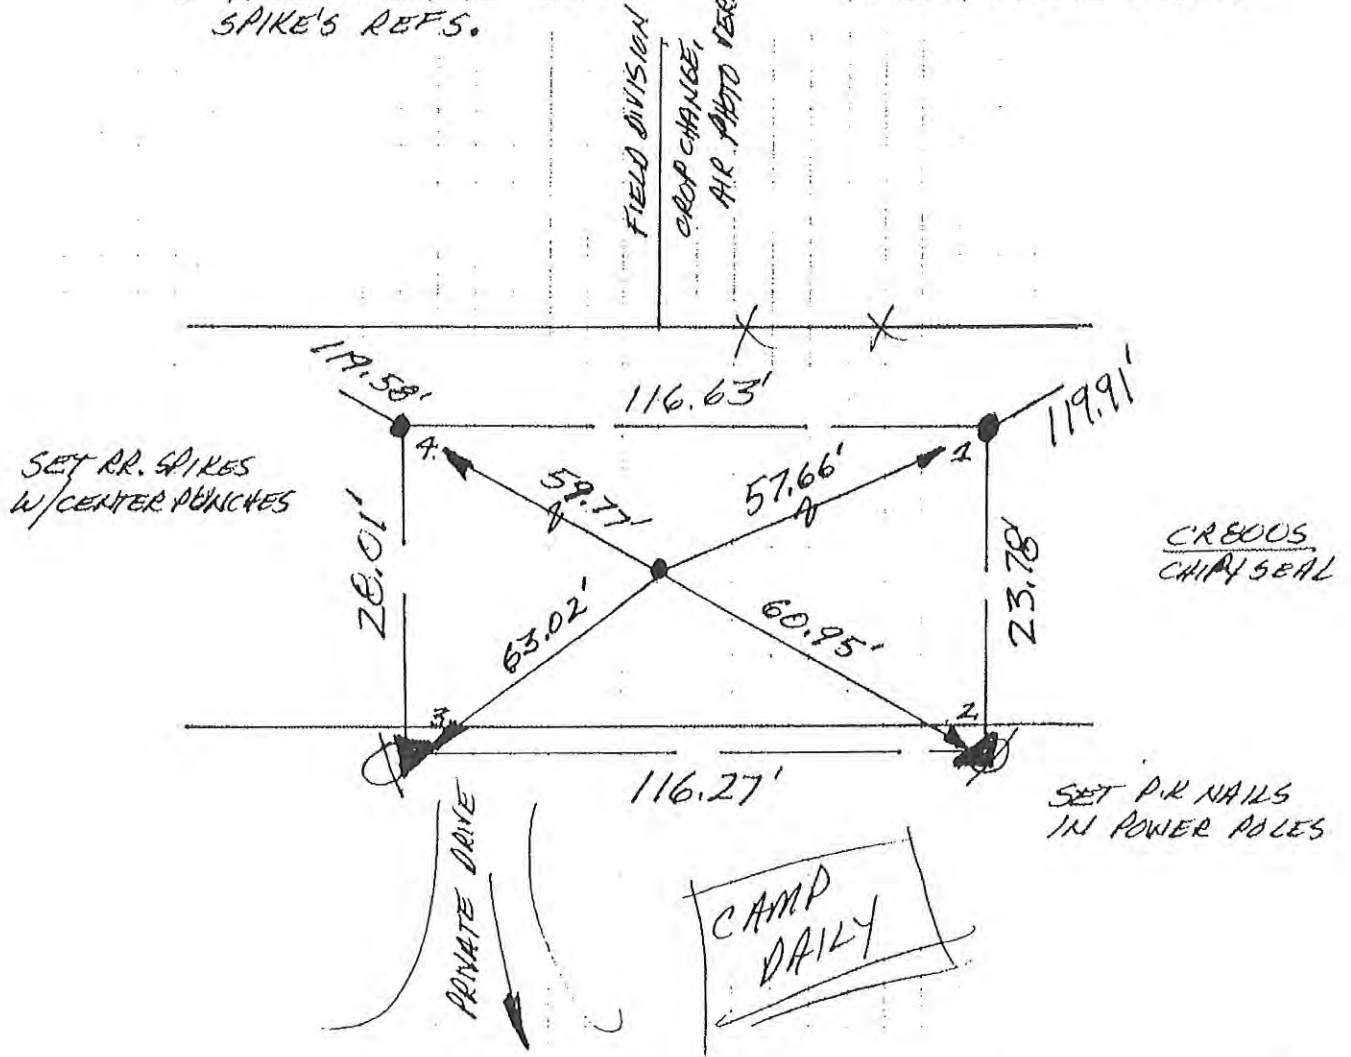 SPIKE'S REFS.
FIELD DIVISION
CROP CHANGE,
AIR PHOTO
119.58'
116.63'
119.91'
4.
1
SET RR. SPIKES
W/CENTER PUNCHES
59.77'
57.66'
28.01'
23.78'
CR 800 S
CHIP & SEAL
63.02'
60.95'
3.
2.
116.27'
SET P.K NAILS
IN POWER POLES
PRIVATE DRIVE
CAMP
DAILY